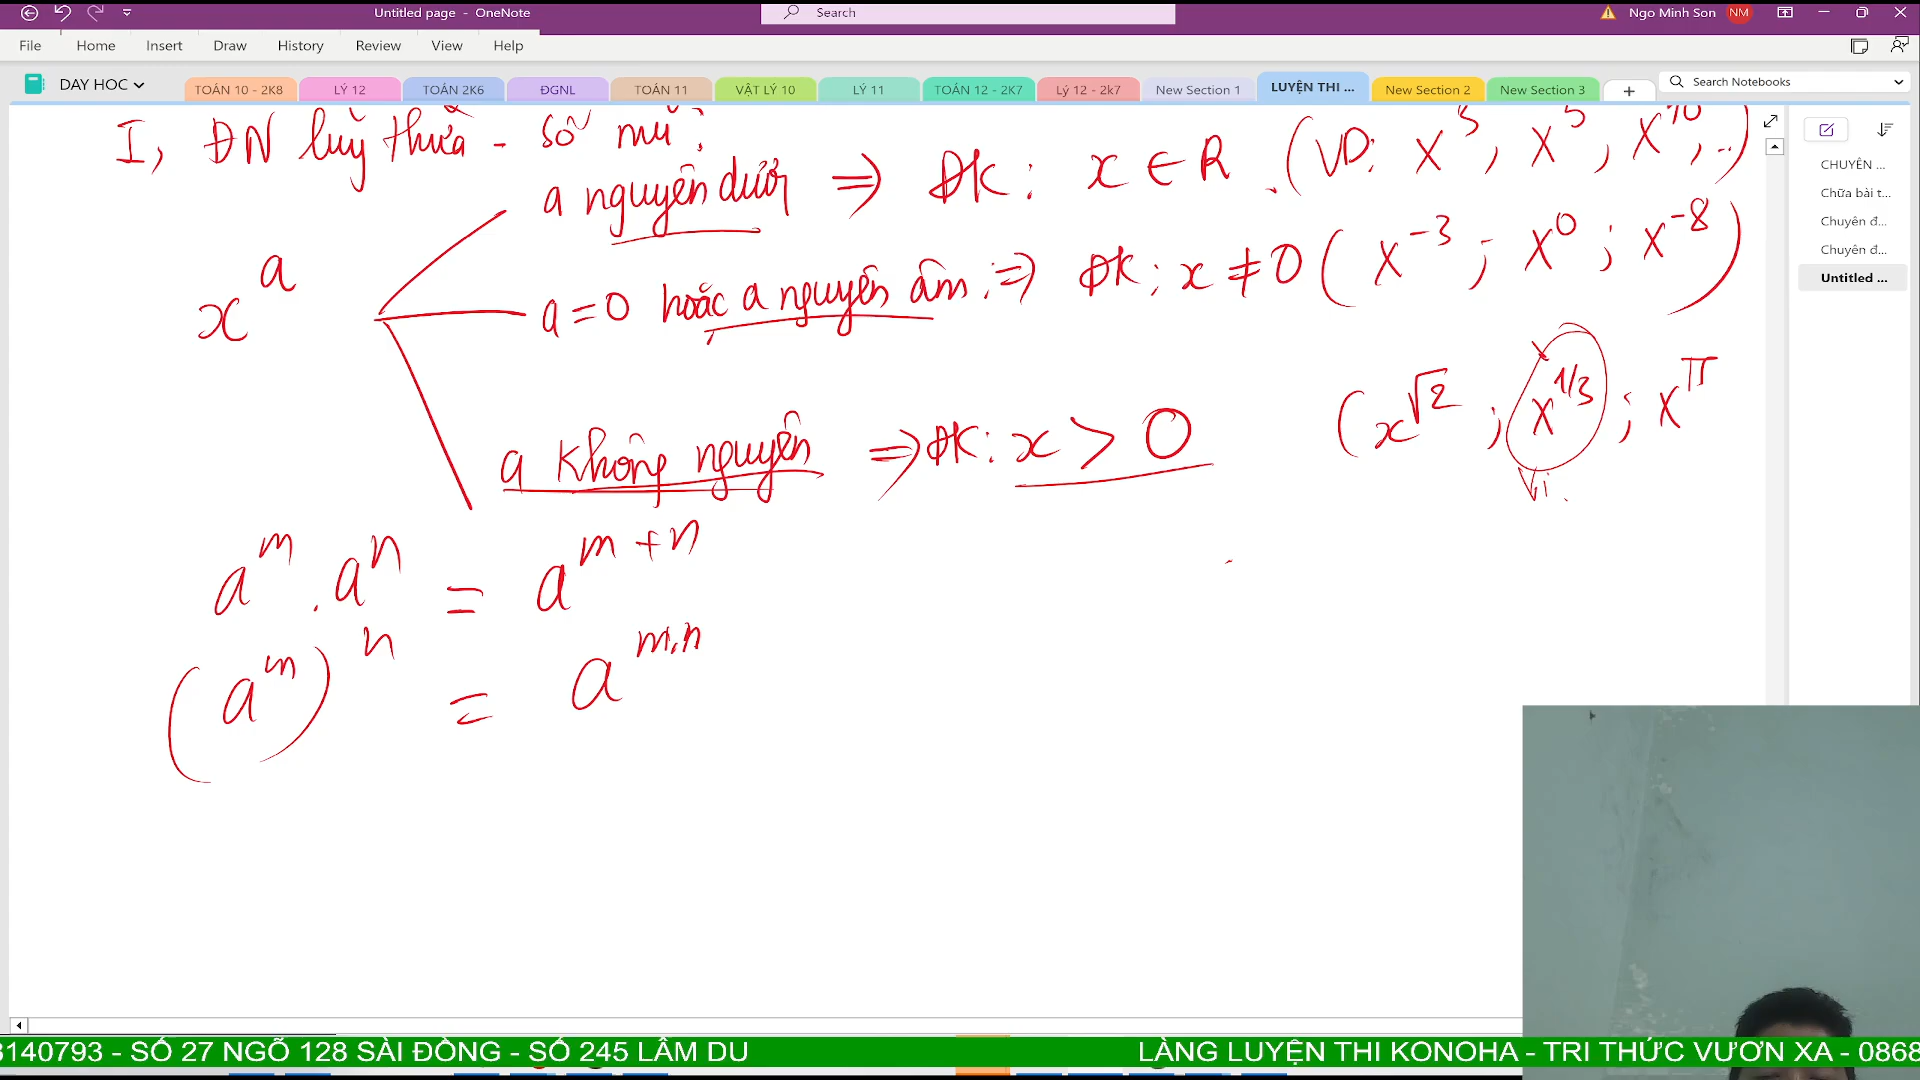 Untitled page - OneNote
Search
Ngo Minh Son
NM
File Home Insert Draw History Review View Help
DAY HOC
TOÁN 10 - 2K8
LÝ 12
TOÁN 2K6
ĐGNL
TOÁN 11
VẬT LÝ 10
LÝ 11
TOÁN 12 - 2K7
Lý 12 - 2k7
New Section 1
LUYỆN THI ...
New Section 2
New Section 3
+
Search Notebooks
CHUYÊN ...
Chữa bài t...
Chuyên đ...
Chuyên đ...
Untitled ...
I, ĐN luỹ thừa - số mũ:
x^a
a nguyên dương => ĐK: x ∈ R. (VD: x^3; x^5; x^10; ..)
a = 0 hoặc a nguyên âm: => ĐK: x ≠ 0 (x^-3; x^0; x^-8)
a không nguyên => ĐK: x > 0 (x^√2; x^1/3; x^π
a^m . a^n = a^m+n
(a^m)^n = a^m.n
3140793 - SỐ 27 NGÕ 128 SÀI ĐỒNG - SỐ 245 LÂM DU
LÀNG LUYỆN THI KONOHA - TRI THỨC VƯƠN XA - 0868